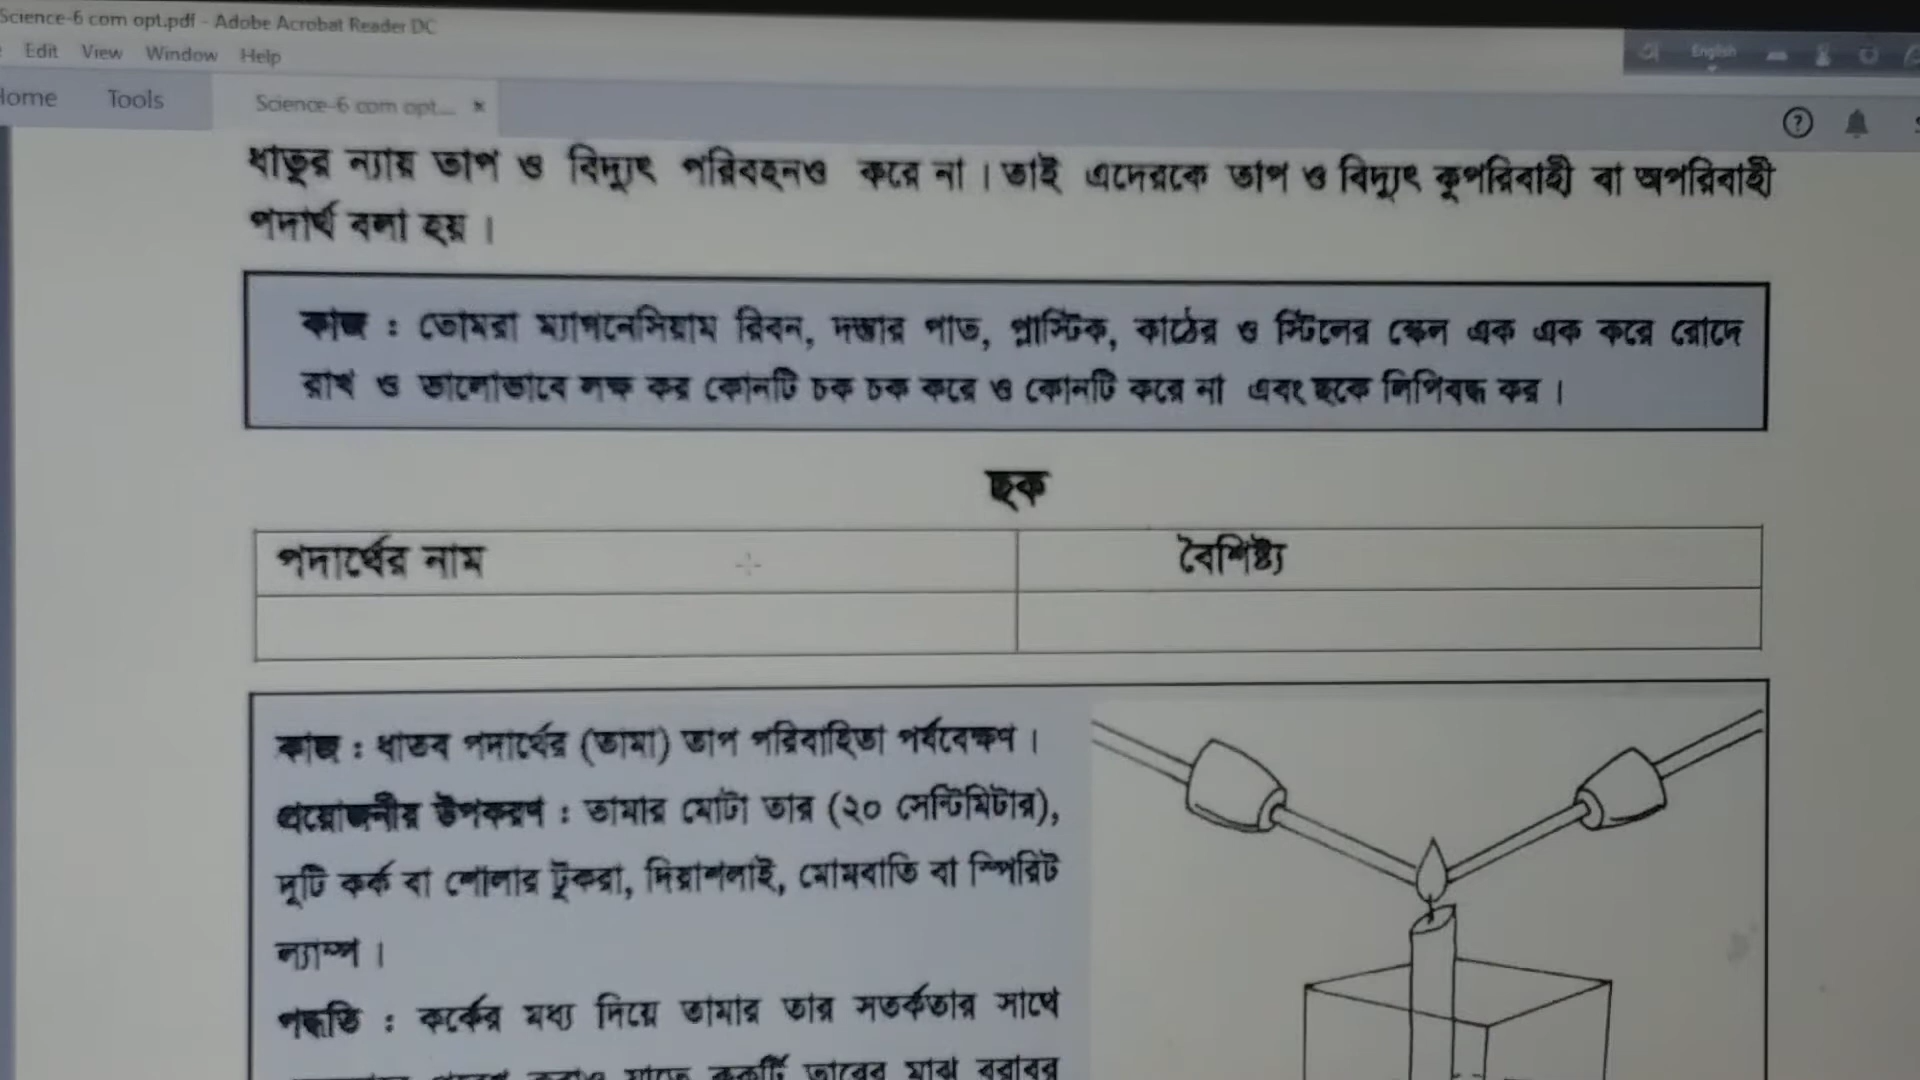 Science-6 com opt.pdf - Adobe Acrobat Reader DC
Edit View Window Help
English
Home Tools Science-6 com opt... ×
ধাতুর ন্যায় তাপ ও বিদ্যুৎ পরিবহনও করে না। তাই এদেরকে তাপ ও বিদ্যুৎ কুপরিবাহী বা অপরিবাহী
পদার্থ বলা হয়।
কাজ : তোমরা ম্যাগনেসিয়াম রিবন, দস্তার পাত, প্লাস্টিক, কাঠের ও স্টিলের স্কেল এক এক করে রোদে
রাখ ও ভালোভাবে লক্ষ কর কোনটি চক চক করে ও কোনটি করে না এবং ছকে লিপিবদ্ধ কর।
ছক
পদার্থের নাম বৈশিষ্ট্য
কাজ : ধাতব পদার্থের (তামা) তাপ পরিবাহিতা পর্যবেক্ষণ।
প্রয়োজনীয় উপকরণ : তামার মোটা তার (২০ সেন্টিমিটার),
দুটি কর্ক বা শোলার টুকরা, দিয়াশলাই, মোমবাতি বা স্পিরিট
ল্যাম্প।
পদ্ধতি : কর্কের মধ্য দিয়ে তামার তার সতর্কতার সাথে
তারের মাঝ বরাবর